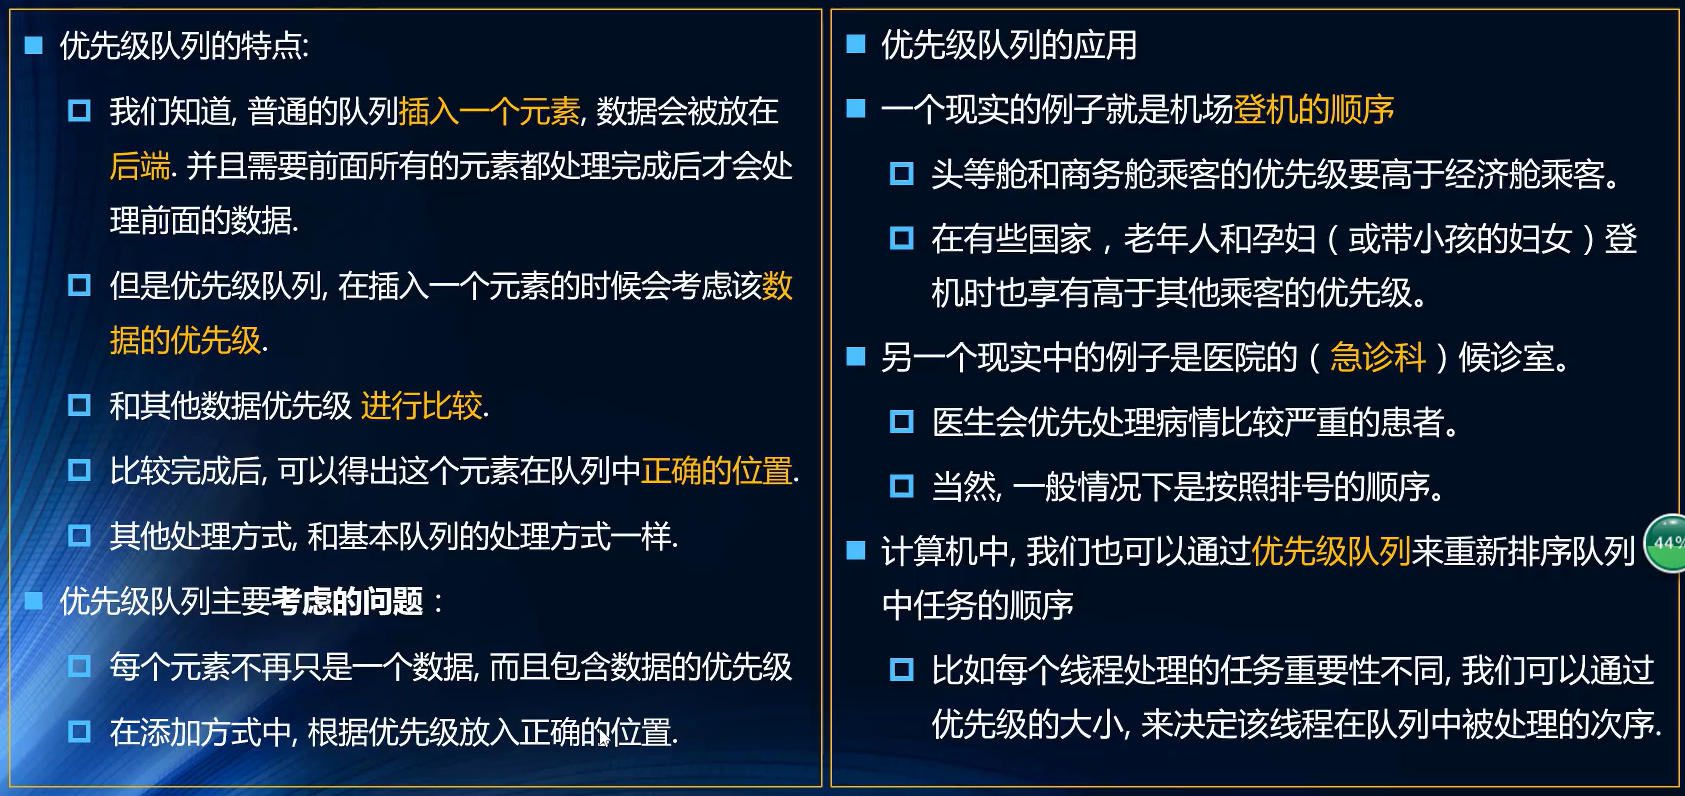 优先级队列的特点:
我们知道, 普通的队列插入一个元素, 数据会被放在
后端. 并且需要前面所有的元素都处理完成后才会处
理前面的数据.
但是优先级队列, 在插入一个元素的时候会考虑该数
据的优先级.
和其他数据优先级 进行比较.
比较完成后, 可以得出这个元素在队列中正确的位置.
其他处理方式, 和基本队列的处理方式一样.
优先级队列主要考虑的问题：
每个元素不再只是一个数据, 而且包含数据的优先级
在添加方式中, 根据优先级放入正确的位置.
优先级队列的应用
一个现实的例子就是机场登机的顺序
头等舱和商务舱乘客的优先级要高于经济舱乘客。
在有些国家，老年人和孕妇（或带小孩的妇女）登
机时也享有高于其他乘客的优先级。
另一个现实中的例子是医院的（急诊科）候诊室。
医生会优先处理病情比较严重的患者。
当然, 一般情况下是按照排号的顺序。
计算机中, 我们也可以通过优先级队列来重新排序队列
中任务的顺序
比如每个线程处理的任务重要性不同, 我们可以通过
优先级的大小, 来决定该线程在队列中被处理的次序.
44%